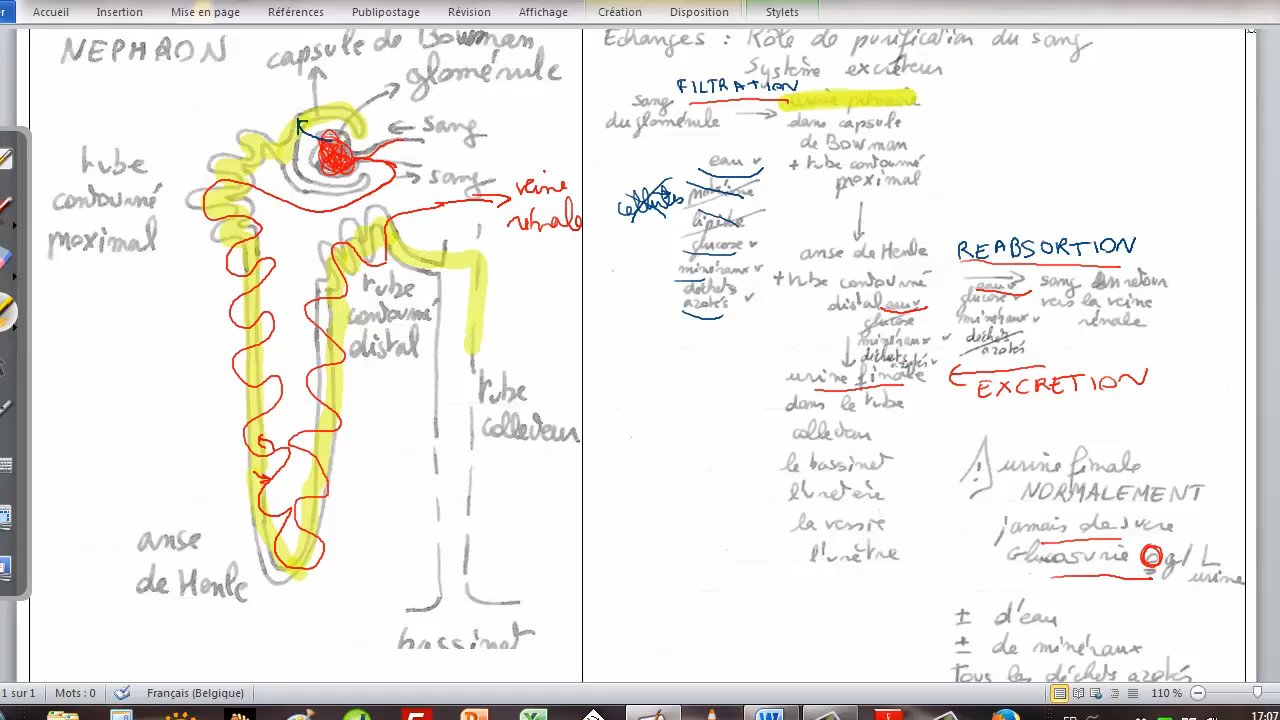 Accueil Insertion Mise en page Références Publipostage Révision Affichage Création Disposition Stylets
NEPHRON
capsule de Bowman
glomérule
← sang
→ sang
tube
contourné
proximal
veine
rénale
tube
contourné
distal
tube
collecteur
anse
de Henle
bassinet
Echanges : Rôle de purification du sang
Système excréteur
FILTRATION
sang
du glomérule
urine primaire
dans capsule
de Bowman
+ tube contourné
proximal
eau
protéine
lipides
glucose
minéraux
déchets
azotés
anse de Henle
+ tube contourné
distal eau
glucose
minéraux
déchets
azotés
REABSORTION
eau
glucose
minéraux
déchets
azotés
sang en retour
vers la veine
rénale
EXCRETION
urine finale
dans le tube
collecteur
le bassinet
l'uretère
la vessie
l'urètre
! urine finale
NORMALEMENT
jamais de sucre
Glucosurie 0 g/L
urine
± d'eau
± de minéraux
Tous les déchets azotés
1 sur 1 Mots : 0 Français (Belgique) 110 %
17:07